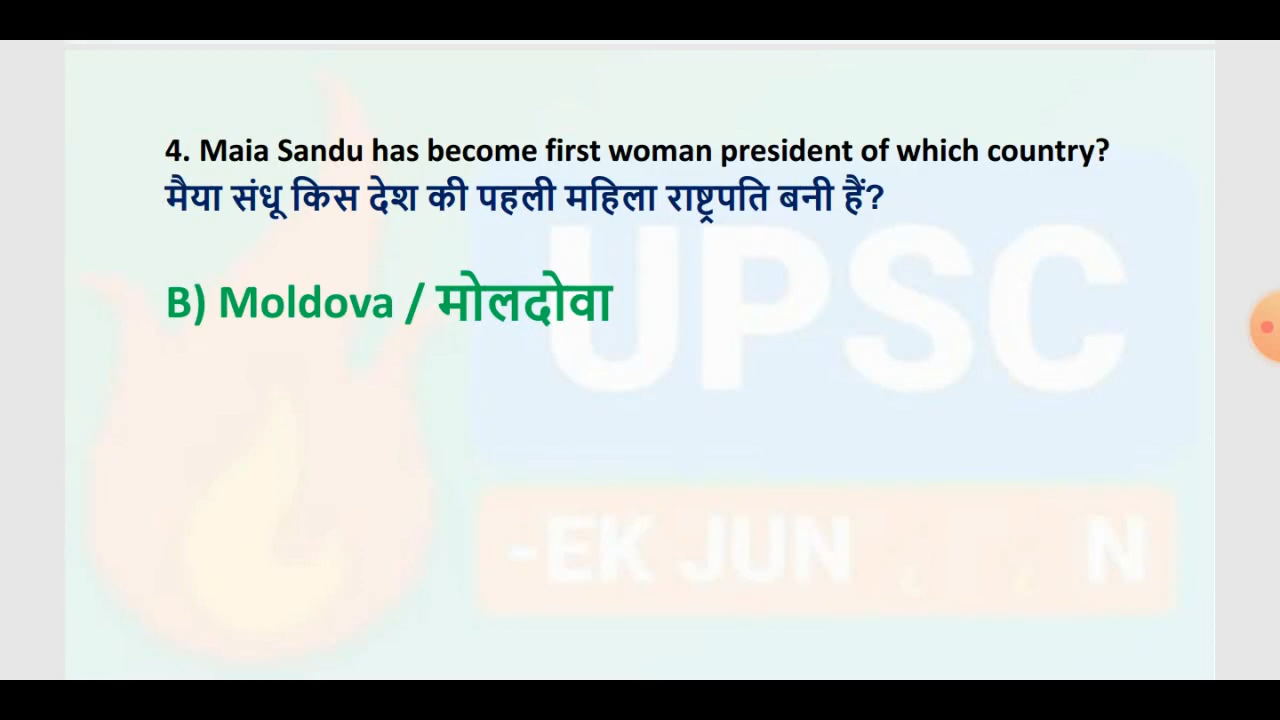 4. Maia Sandu has become first woman president of which country?
मैया संधू किस देश की पहली महिला राष्ट्रपति बनी हैं?
B) Moldova / मोलदोवा
UPSC
-EK JUN N